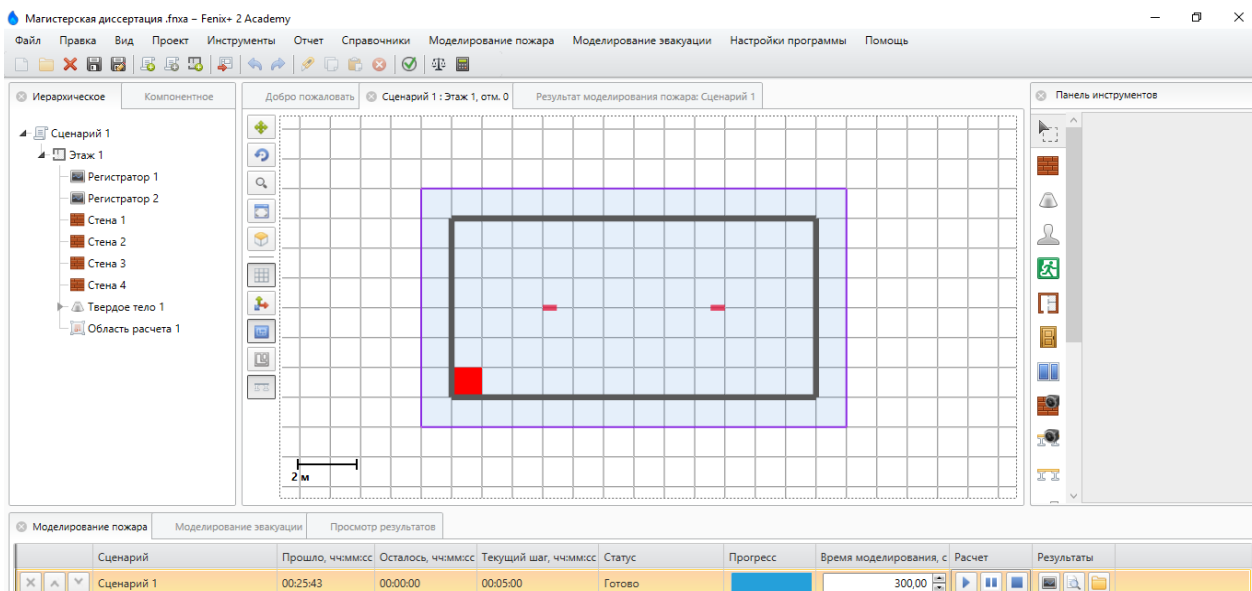 Магистерская диссертация .fnxa – Fenix+ 2 Academy
Файл Правка Вид Проект Инструменты Отчет Справочники Моделирование пожара Моделирование эвакуации Настройки программы Помощь
Иерархическое Компонентное Добро пожаловать Сценарий 1 : Этаж 1, отм. 0 Результат моделирования пожара: Сценарий 1 Панель инструментов
Сценарий 1
Этаж 1
Регистратор 1
Регистратор 2
Стена 1
Стена 2
Стена 3
Стена 4
Твердое тело 1
Область расчета 1
2 м
Моделирование пожара Моделирование эвакуации Просмотр результатов
Сценарий Прошло, чч:мм:сс Осталось, чч:мм:сс Текущий шаг, чч:мм:сс Статус Прогресс Время моделирования, с Расчет Результаты
Сценарий 1 00:25:43 00:00:00 00:05:00 Готово 300,00